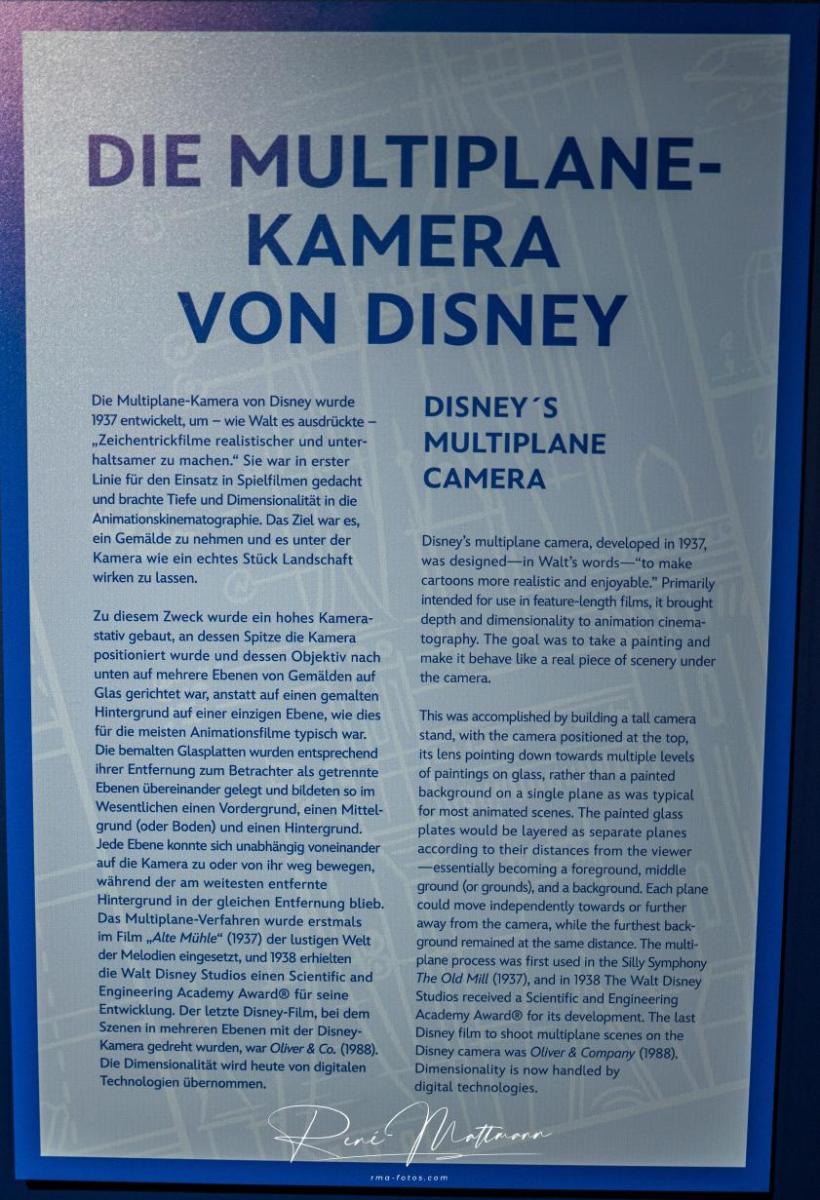 DIE MULTIPLANE-
KAMERA
VON DISNEY
Die Multiplane-Kamera von Disney wurde
1937 entwickelt, um – wie Walt es ausdrückte –
„Zeichentrickfilme realistischer und unter-
haltsamer zu machen.“ Sie war in erster
Linie für den Einsatz in Spielfilmen gedacht
und brachte Tiefe und Dimensionalität in die
Animationskinematographie. Das Ziel war es,
ein Gemälde zu nehmen und es unter der
Kamera wie ein echtes Stück Landschaft
wirken zu lassen.
Zu diesem Zweck wurde ein hohes Kamera-
stativ gebaut, an dessen Spitze die Kamera
positioniert wurde und dessen Objektiv nach
unten auf mehrere Ebenen von Gemälden auf
Glas gerichtet war, anstatt auf einen gemalten
Hintergrund auf einer einzigen Ebene, wie dies
für die meisten Animationsfilme typisch war.
Die bemalten Glasplatten wurden entsprechend
ihrer Entfernung zum Betrachter als getrennte
Ebenen übereinander gelegt und bildeten so im
Wesentlichen einen Vordergrund, einen Mittel-
grund (oder Boden) und einen Hintergrund.
Jede Ebene konnte sich unabhängig voneinander
auf die Kamera zu oder von ihr weg bewegen,
während der am weitesten entfernte
Hintergrund in der gleichen Entfernung blieb.
Das Multiplane-Verfahren wurde erstmals
im Film „Alte Mühle“ (1937) der lustigen Welt
der Melodien eingesetzt, und 1938 erhielten
die Walt Disney Studios einen Scientific and
Engineering Academy Award® für seine
Entwicklung. Der letzte Disney-Film, bei dem
Szenen in mehreren Ebenen mit der Disney-
Kamera gedreht wurden, war Oliver & Co. (1988).
Die Dimensionalität wird heute von digitalen
Technologien übernommen.
DISNEY´S
MULTIPLANE
CAMERA
Disney’s multiplane camera, developed in 1937,
was designed—in Walt’s words—“to make
cartoons more realistic and enjoyable.” Primarily
intended for use in feature-length films, it brought
depth and dimensionality to animation cinema-
tography. The goal was to take a painting and
make it behave like a real piece of scenery under
the camera.
This was accomplished by building a tall camera
stand, with the camera positioned at the top,
its lens pointing down towards multiple levels
of paintings on glass, rather than a painted
background on a single plane as was typical
for most animated scenes. The painted glass
plates would be layered as separate planes
according to their distances from the viewer
—essentially becoming a foreground, middle
ground (or grounds), and a background. Each plane
could move independently towards or further
away from the camera, while the furthest back-
ground remained at the same distance. The multi-
plane process was first used in the Silly Symphony
The Old Mill (1937), and in 1938 The Walt Disney
Studios received a Scientific and Engineering
Academy Award® for its development. The last
Disney film to shoot multiplane scenes on the
Disney camera was Oliver & Company (1988).
Dimensionality is now handled by
digital technologies.
René Mattmann
rma-fotos.com